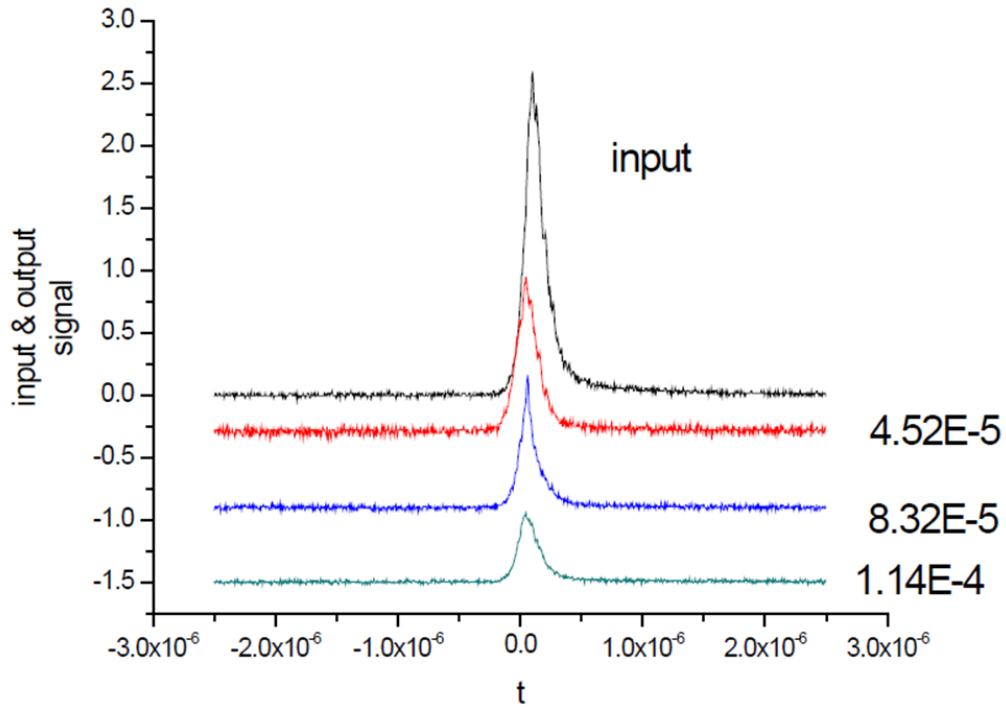 3.0
2.5
2.0
1.5
1.0
0.5
0.0
-0.5
-1.0
-1.5
input & output
signal
input
4.52E-5
8.32E-5
1.14E-4
-3.0x10⁻⁶ -2.0x10⁻⁶ -1.0x10⁻⁶ 0.0 1.0x10⁻⁶ 2.0x10⁻⁶ 3.0x10⁻⁶
t